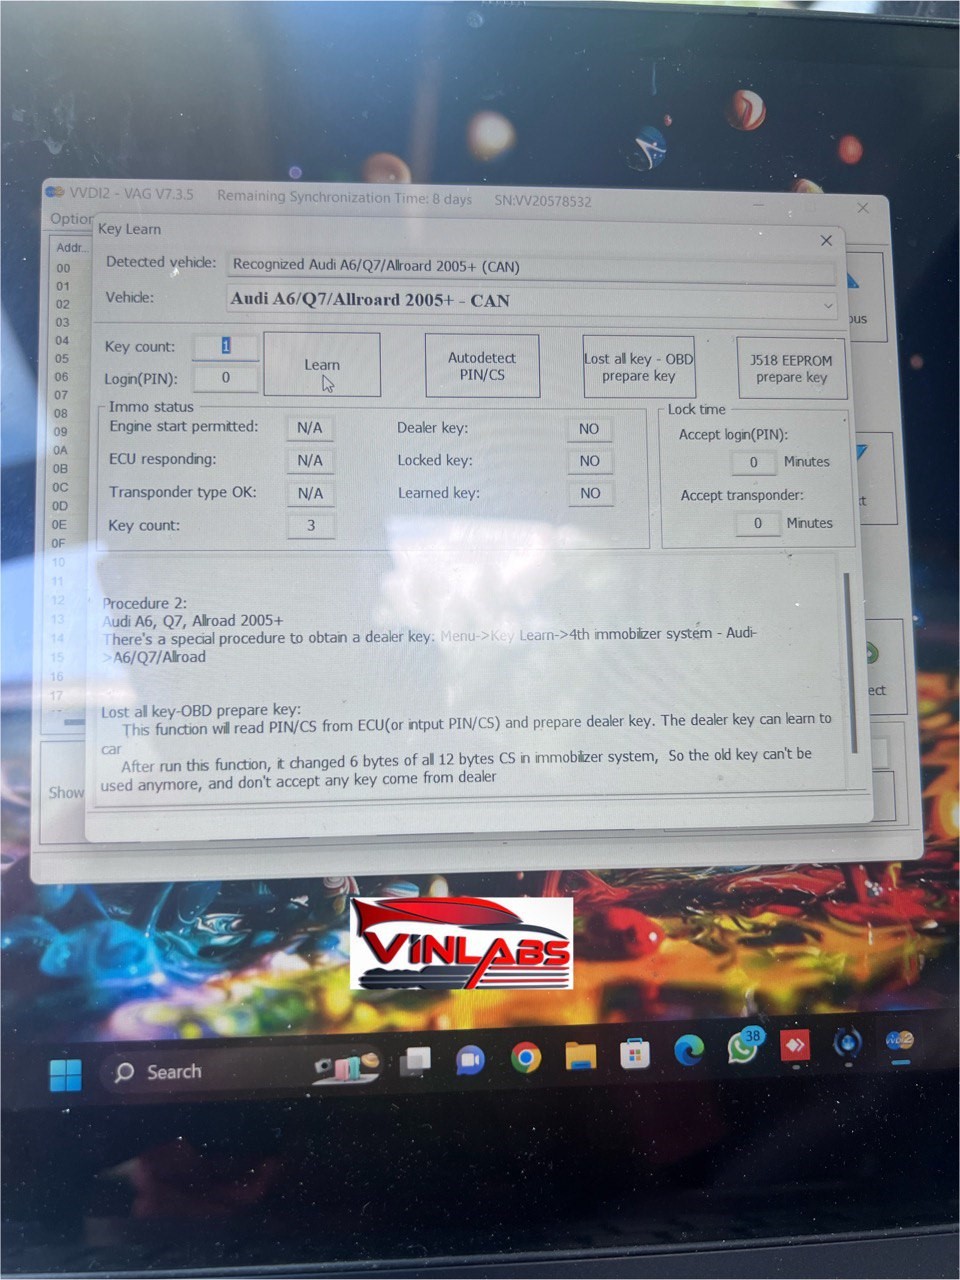 VVDI2 - VAG V7.3.5 Remaining Synchronization Time: 8 days SN:VV20578532
Option
Key Learn
Addr...
Detected vehicle: Recognized Audi A6/Q7/Allroard 2005+ (CAN)
Vehicle: Audi A6/Q7/Allroard 2005+ - CAN
00
01
02
03
04
05
06
07
08
09
0A
0B
0C
0D
0E
0F
10
11
12
13
14
15
16
17
ous
ct
ect
Show
Key count: 1
Login(PIN): 0
Learn
Autodetect
PIN/CS
Lost all key - OBD
prepare key
J518 EEPROM
prepare key
Immo status
Engine start permitted: N/A Dealer key: NO
ECU responding: N/A Locked key: NO
Transponder type OK: N/A Learned key: NO
Key count: 3
Lock time
Accept login(PIN):
0 Minutes
Accept transponder:
0 Minutes
Procedure 2:
Audi A6, Q7, Allroad 2005+
There's a special procedure to obtain a dealer key: Menu->Key Learn->4th immobilizer system - Audi-
>A6/Q7/Allroad
Lost all key-OBD prepare key:
This function will read PIN/CS from ECU(or intput PIN/CS) and prepare dealer key. The dealer key can learn to
car
After run this function, it changed 6 bytes of all 12 bytes CS in immobilizer system, So the old key can't be
used anymore, and don't accept any key come from dealer
VINLABS
Search
38